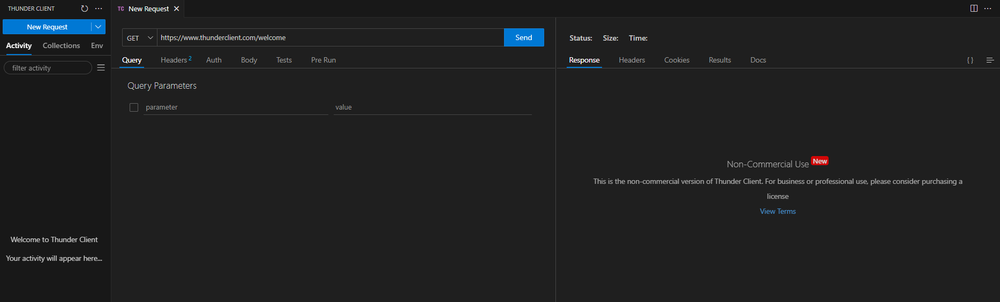 THUNDER CLIENT
New Request
Activity Collections Env
filter activity
Welcome to Thunder Client
Your activity will appear here...
TC New Request
GET https://www.thunderclient.com/welcome Send
Query Headers 2 Auth Body Tests Pre Run
Query Parameters
parameter value
Status: Size: Time:
Response Headers Cookies Results Docs { }
Non-Commercial Use New
This is the non-commercial version of Thunder Client. For business or professional use, please consider purchasing a
license
View Terms